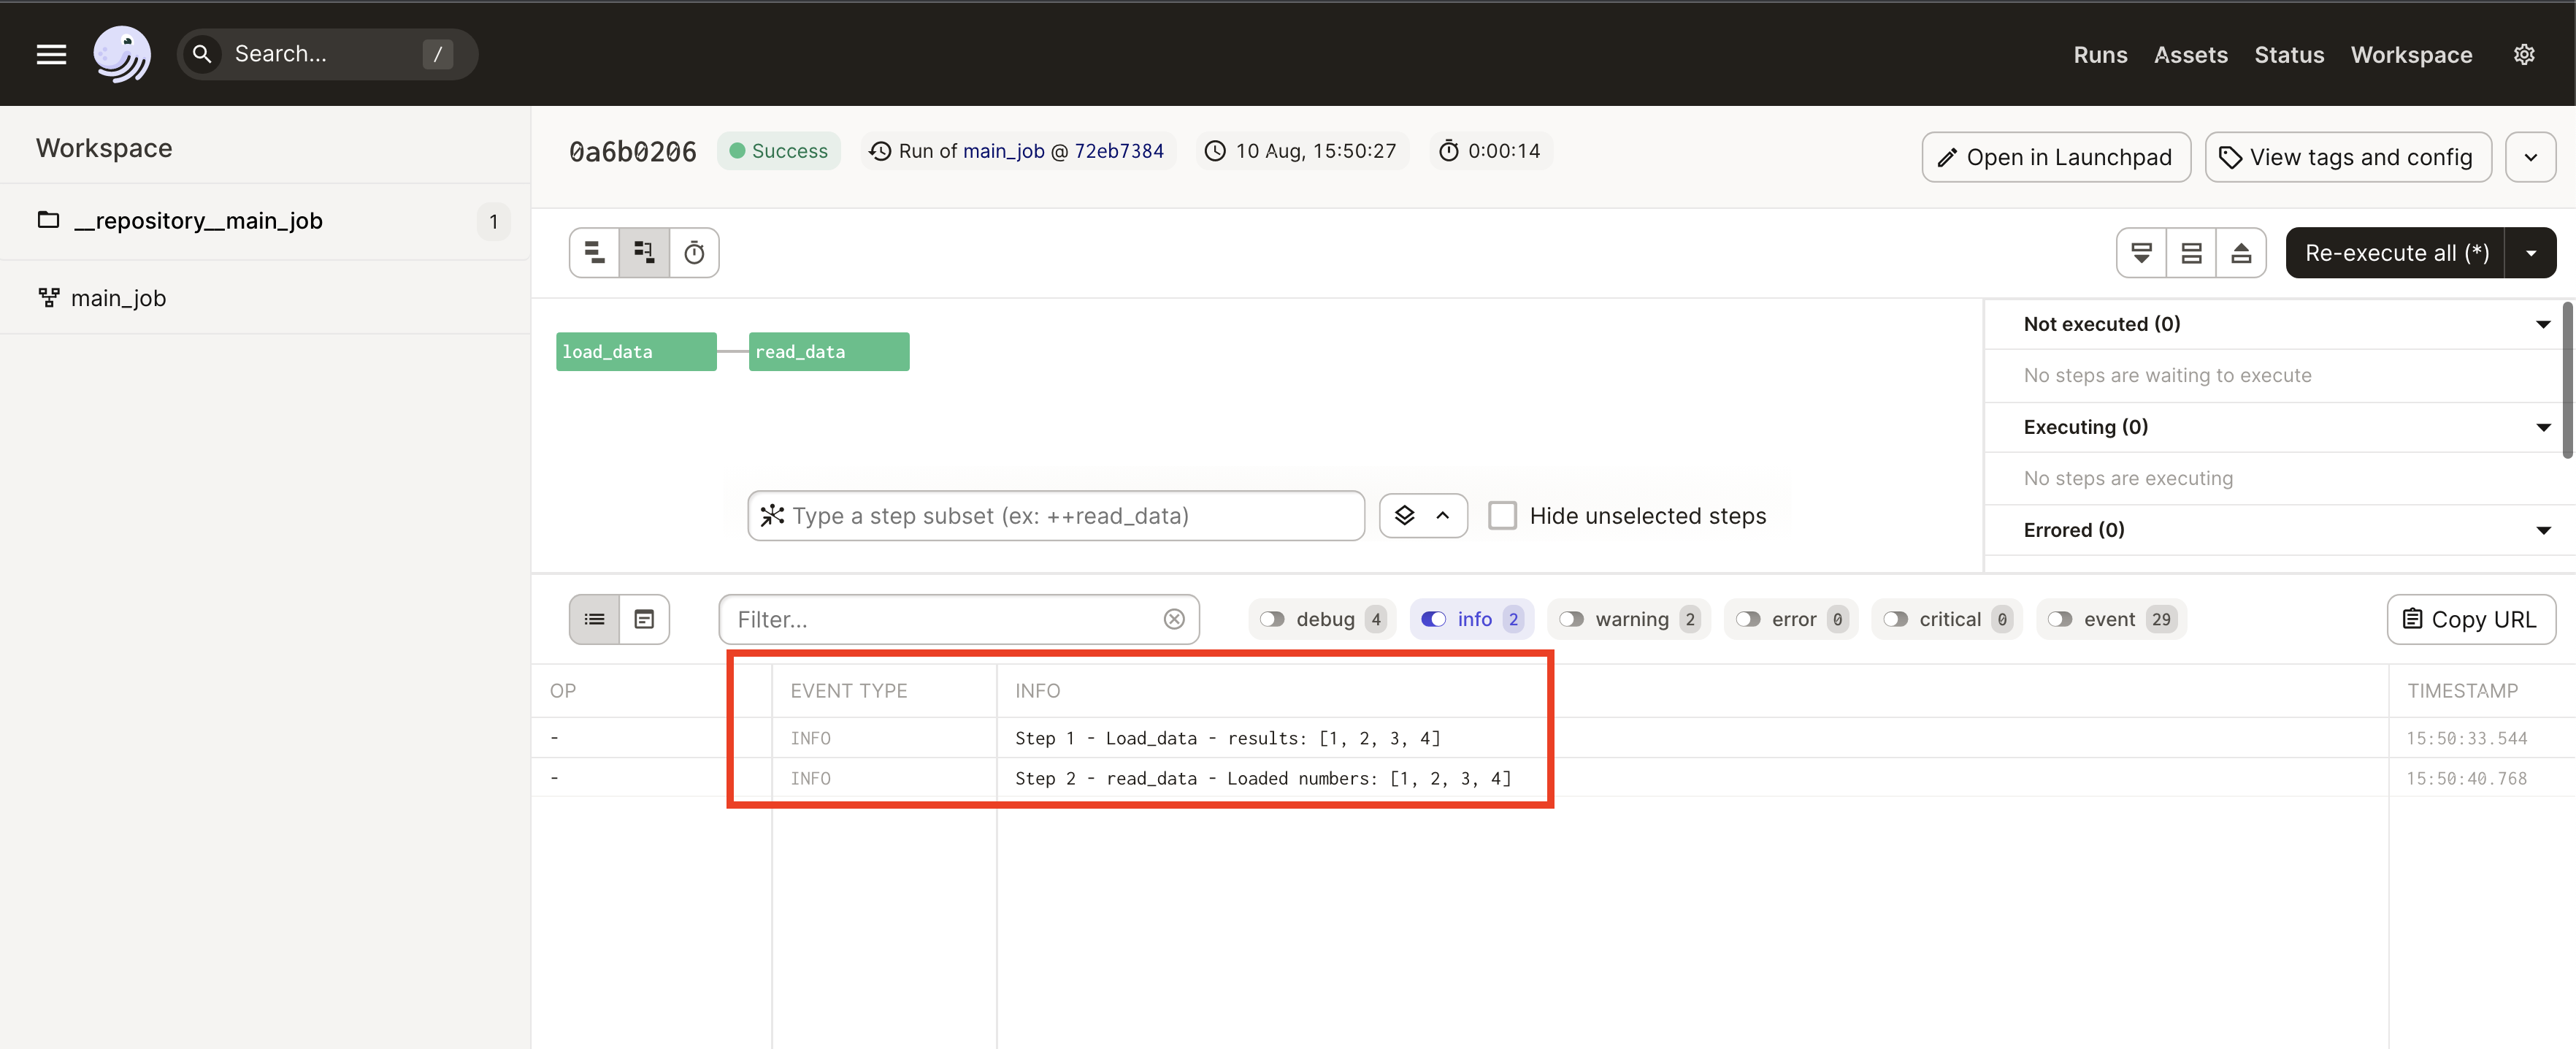 Search... /
Runs Assets Status Workspace
Workspace
__repository__main_job 1
main_job
0a6b0206 Success Run of main_job @ 72eb7384 10 Aug, 15:50:27 0:00:14
Open in Launchpad View tags and config
Re-execute all (*)
load_data read_data
Not executed (0)
No steps are waiting to execute
Executing (0)
No steps are executing
Errored (0)
Type a step subset (ex: ++read_data) Hide unselected steps
Filter... debug 4 info 2 warning 2 error 0 critical 0 event 29 Copy URL
OP EVENT TYPE INFO TIMESTAMP
- INFO Step 1 - Load_data - results: [1, 2, 3, 4] 15:50:33.544
- INFO Step 2 - read_data - Loaded numbers: [1, 2, 3, 4] 15:50:40.768